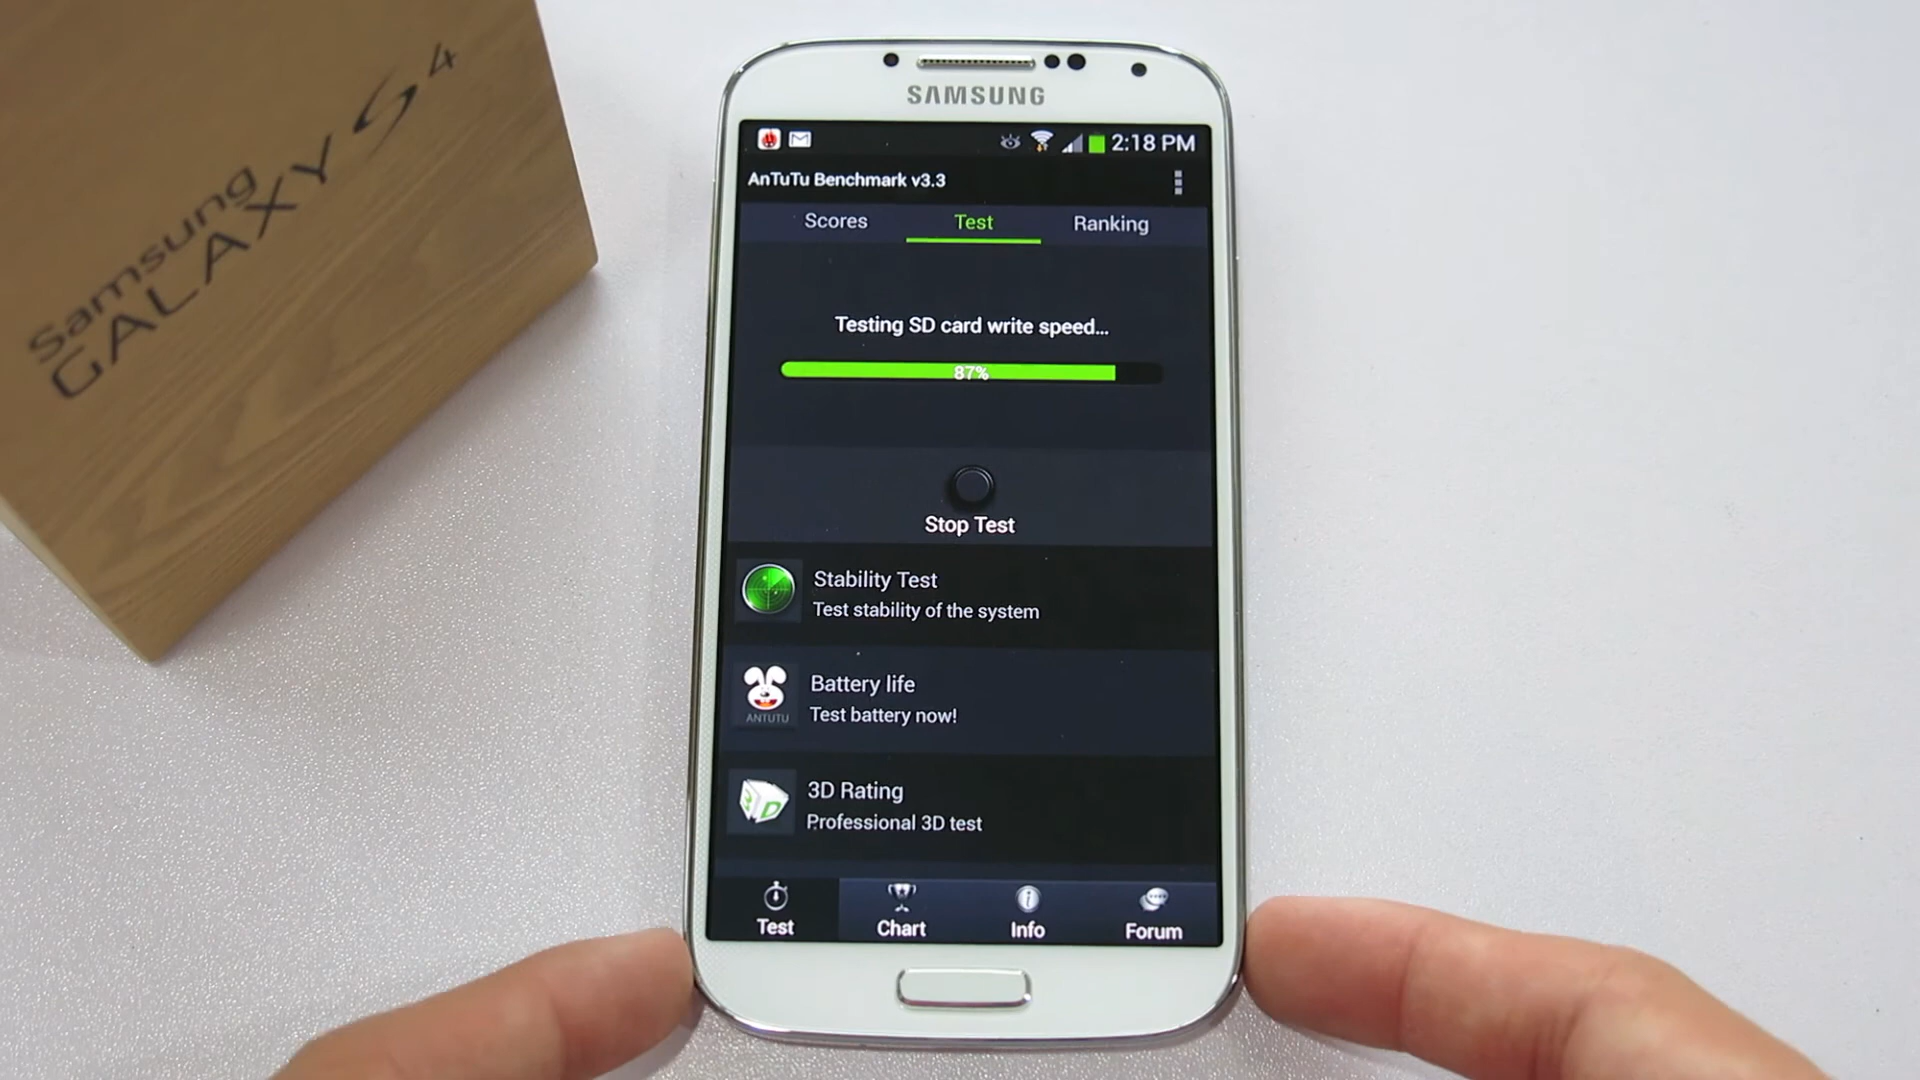 Samsung
GALAXY S4
SAMSUNG
2:18 PM
AnTuTu Benchmark v3.3
Scores Test Ranking
Testing SD card write speed...
87%
Stop Test
Stability Test
Test stability of the system
Battery life
Test battery now!
ANTUTU
3D Rating
Professional 3D test
3D
Test Chart Info Forum